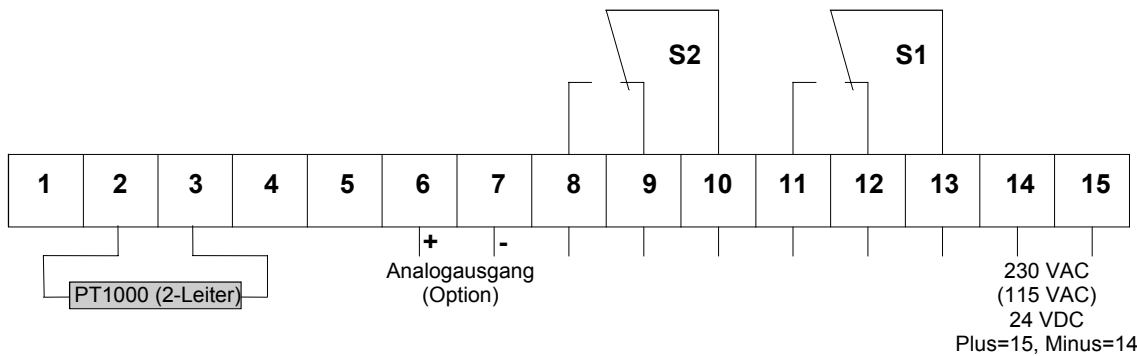 S2
S1
1 2 3 4 5 6 7 8 9 10 11 12 13 14 15
+ -
PT1000 (2-Leiter)
Analogausgang
(Option)
230 VAC
(115 VAC)
24 VDC
Plus=15, Minus=14